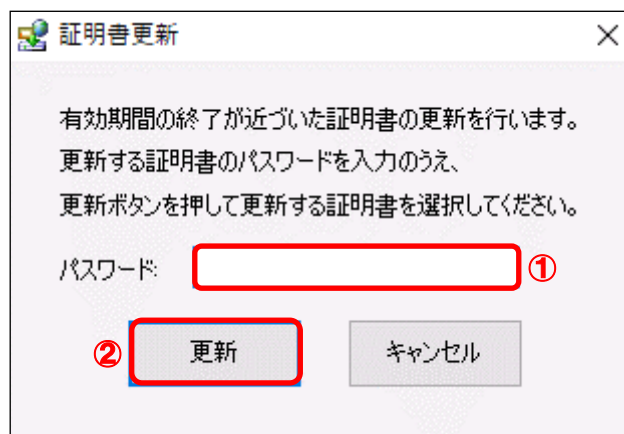 証明書更新
有効期間の終了が近づいた証明書の更新を行います。
更新する証明書のパスワードを入力のうえ、
更新ボタンを押して更新する証明書を選択してください。
パスワード: ①
② 更新 キャンセル